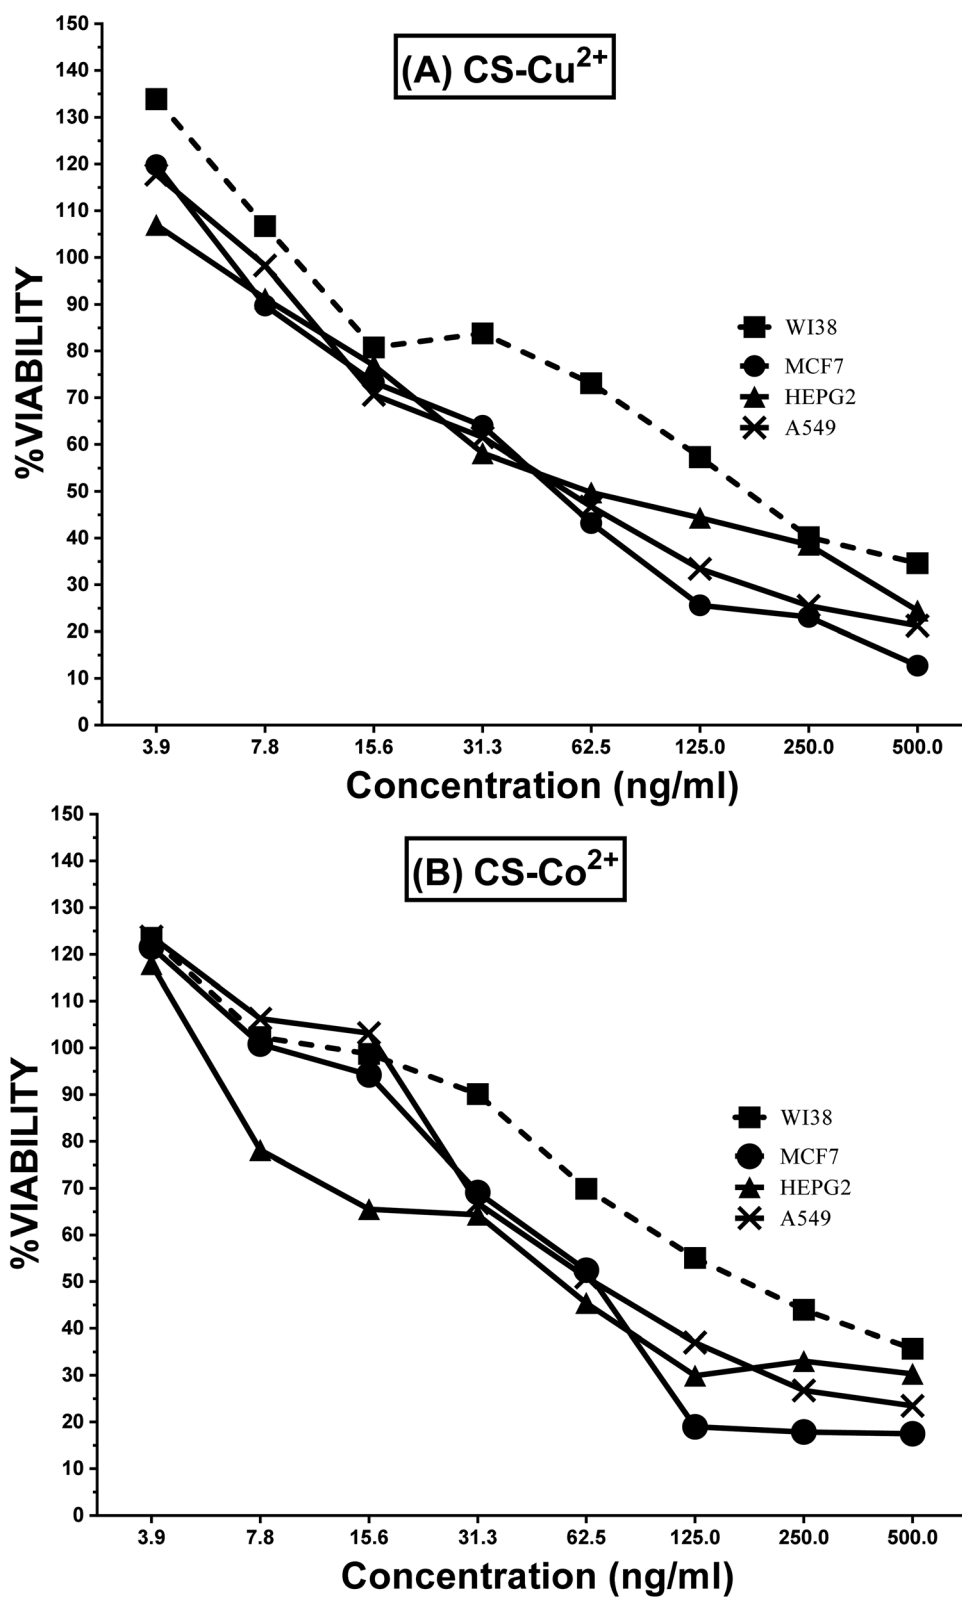 (A) CS-Cu2+
%VIABILITY
150
140
130
120
110
100
90
80
70
60
50
40
30
20
10
0
WI38
MCF7
HEPG2
A549
3.9 7.8 15.6 31.3 62.5 125.0 250.0 500.0
Concentration (ng/ml)
(B) CS-Co2+
%VIABILITY
150
140
130
120
110
100
90
80
70
60
50
40
30
20
10
0
WI38
MCF7
HEPG2
A549
3.9 7.8 15.6 31.3 62.5 125.0 250.0 500.0
Concentration (ng/ml)